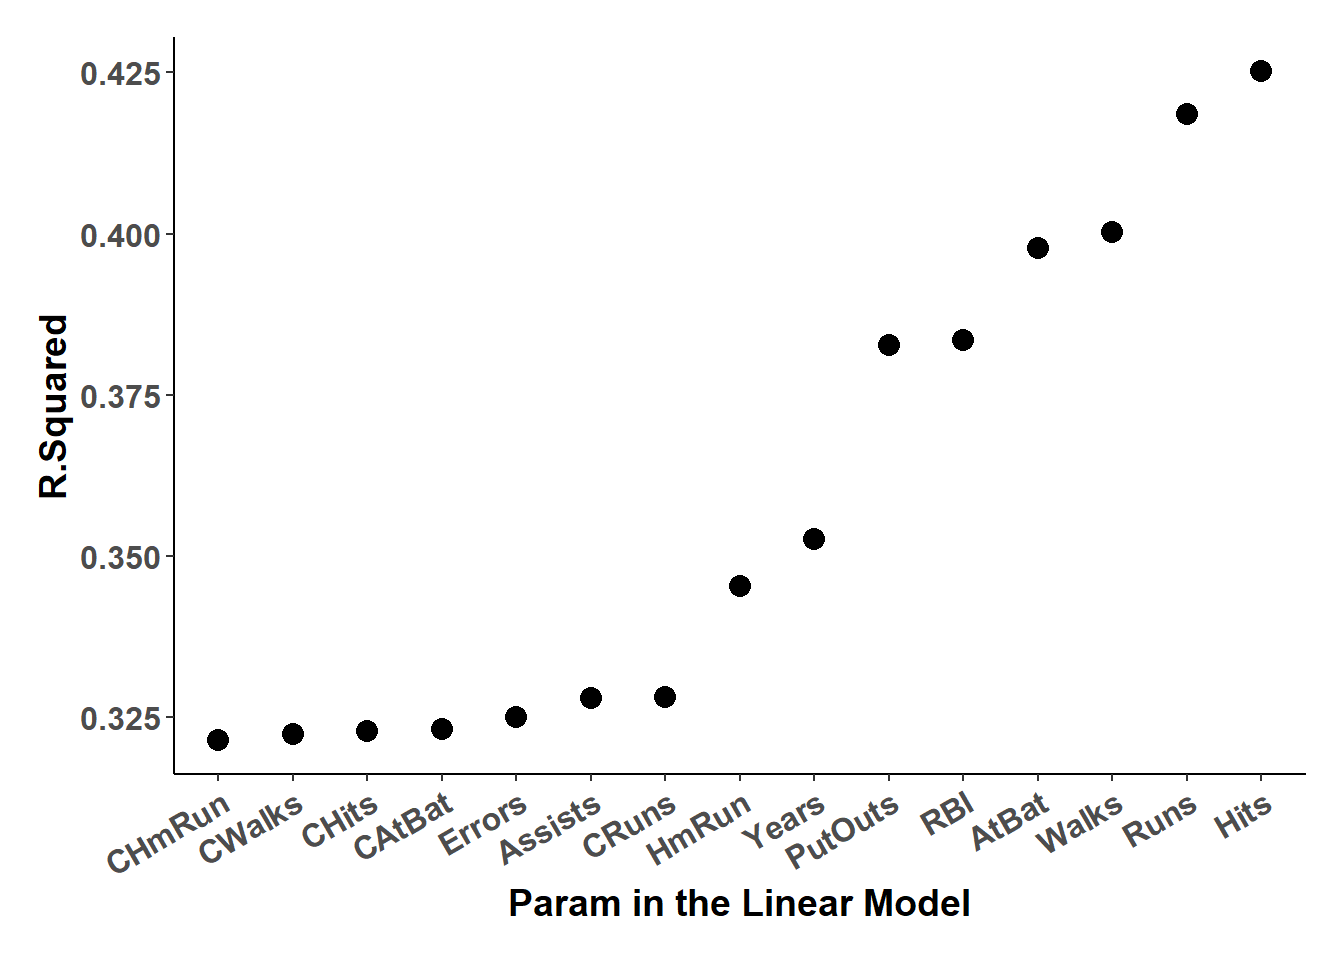 0.425
0.400
0.375
0.350
0.325
R.Squared
CHmRun
CWalks
CHits
CAtBat
Errors
Assists
CRuns
HmRun
Years
PutOuts
RBI
AtBat
Walks
Runs
Hits
Param in the Linear Model